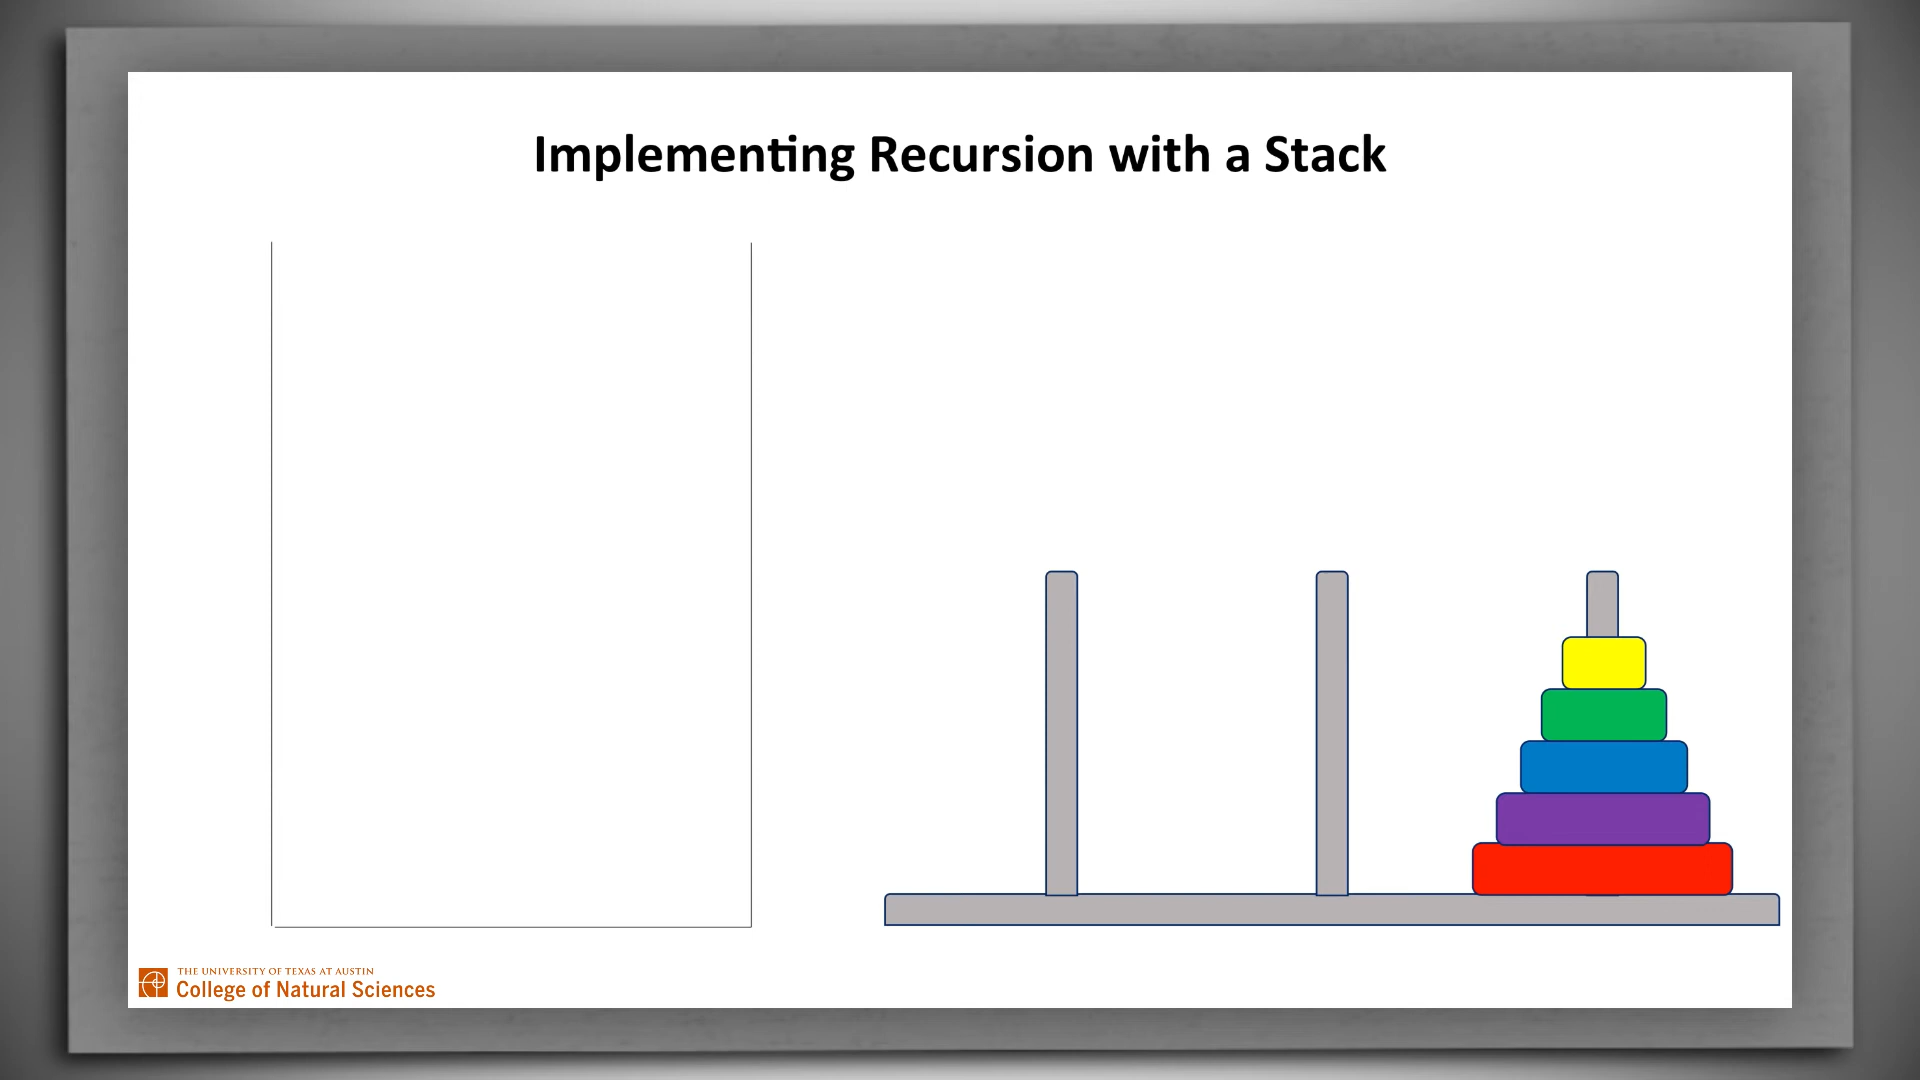 Implementing Recursion with a Stack
THE UNIVERSITY OF TEXAS AT AUSTIN
College of Natural Sciences